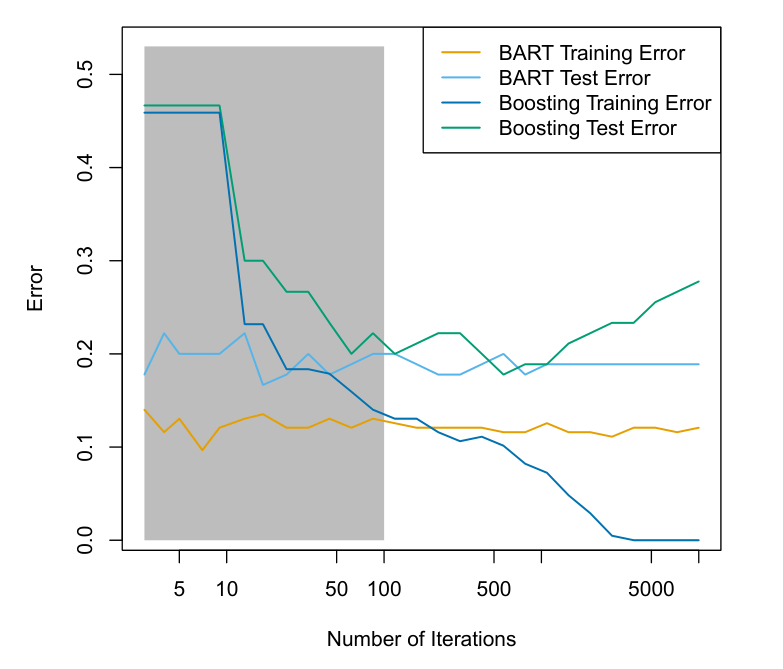 BART Training Error
BART Test Error
Boosting Training Error
Boosting Test Error
Error
0.5
0.4
0.3
0.2
0.1
0.0
5 10 50 100 500 5000
Number of Iterations